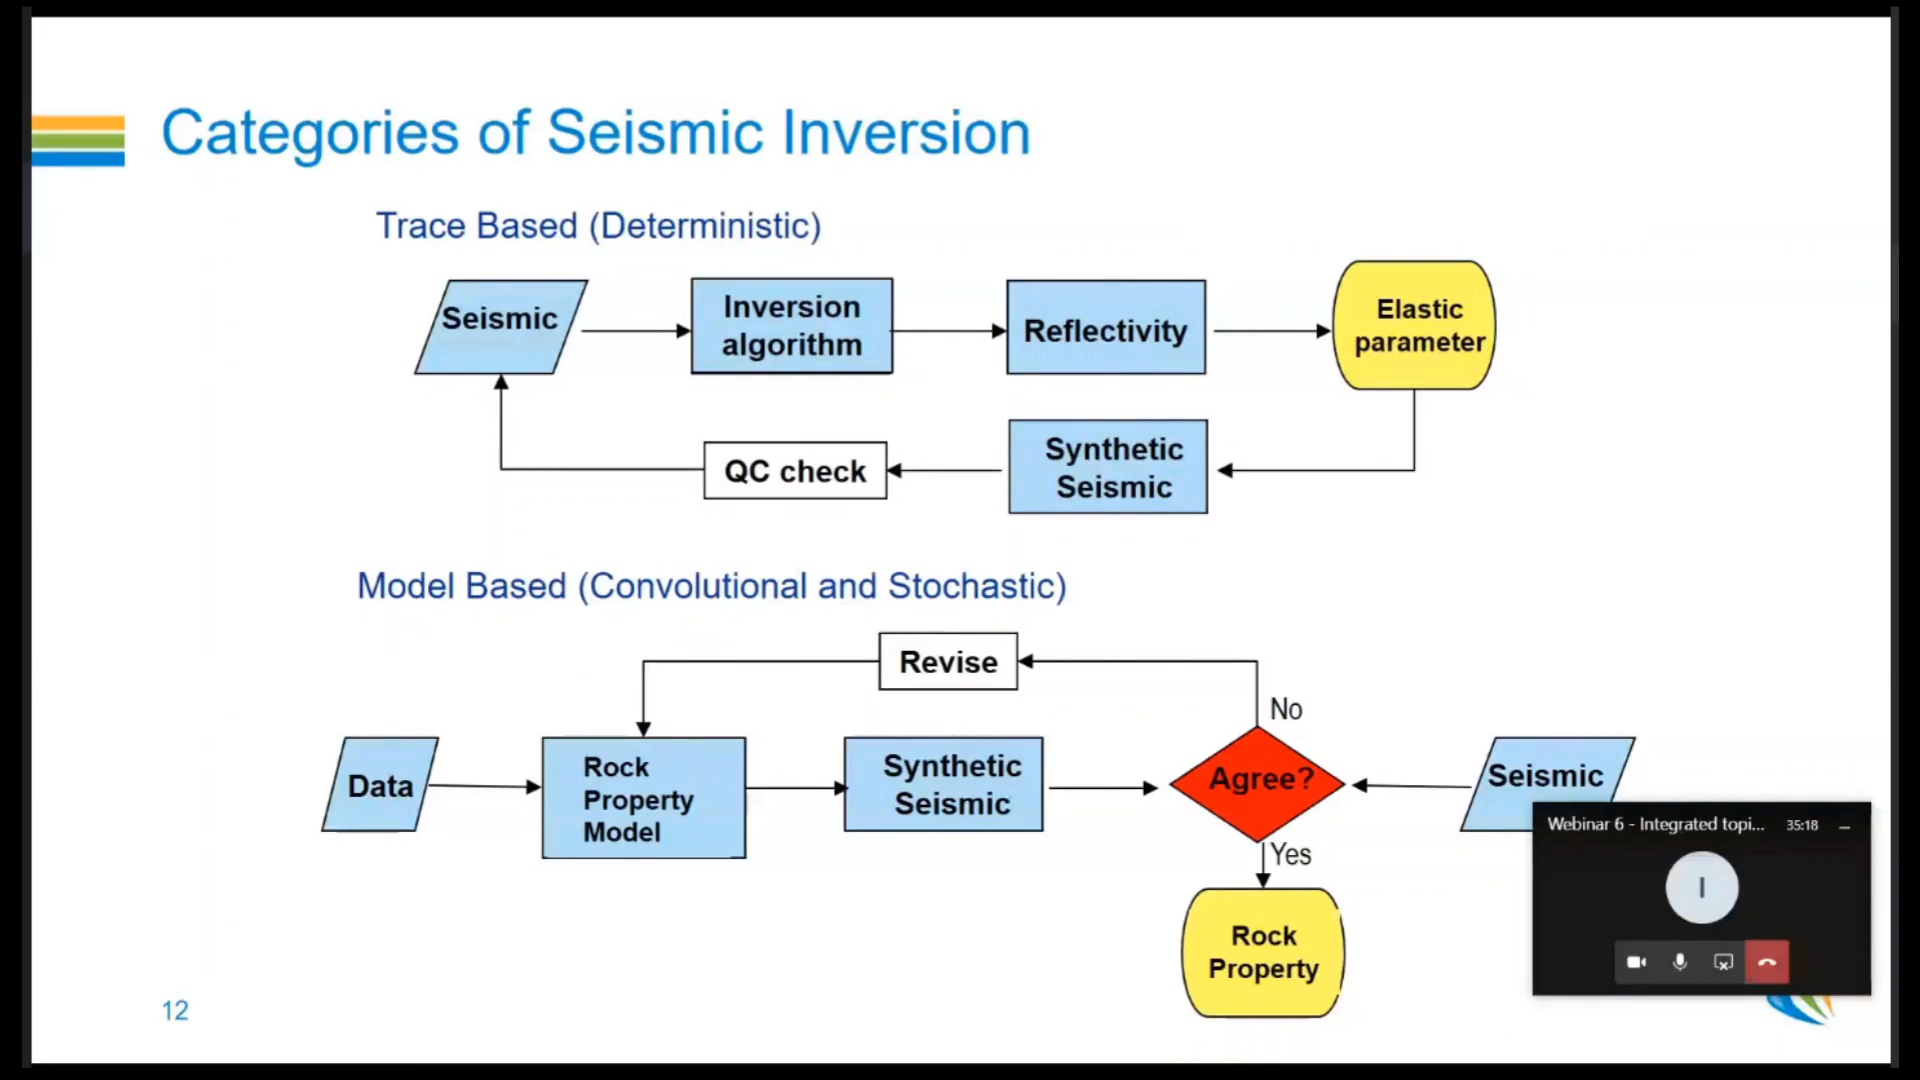 Categories of Seismic Inversion
Trace Based (Deterministic)
Seismic
Inversion
algorithm
Reflectivity
Elastic
parameter
QC check
Synthetic
Seismic
Model Based (Convolutional and Stochastic)
Revise
No
Data
Rock
Property
Model
Synthetic
Seismic
Agree?
Seismic
Yes
Rock
Property
Webinar 6 - Integrated topi... 35:18
I
12